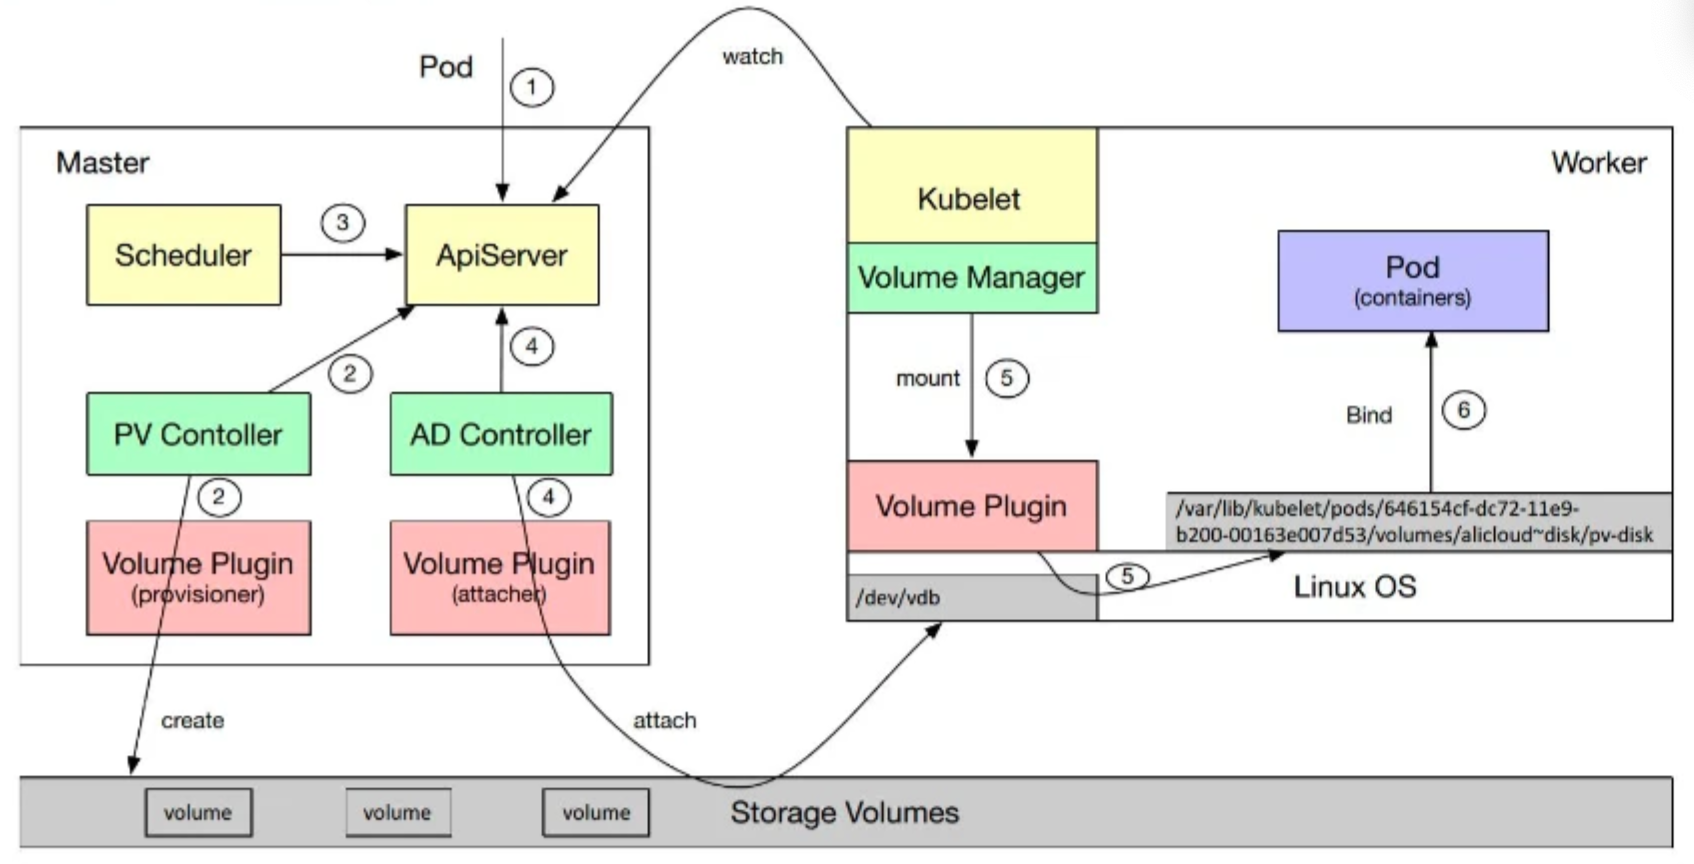 Pod
1
watch
Master
Worker
Scheduler
3
ApiServer
Kubelet
Volume Manager
Pod
(containers)
2
4
mount
5
Bind
6
PV Contoller
AD Controller
2
4
Volume Plugin
(provisioner)
Volume Plugin
(attacher)
Volume Plugin
/var/lib/kubelet/pods/646154cf-dc72-11e9-
b200-00163e007d53/volumes/alicloud~disk/pv-disk
5
/dev/vdb
Linux OS
create
attach
volume
volume
volume
Storage Volumes